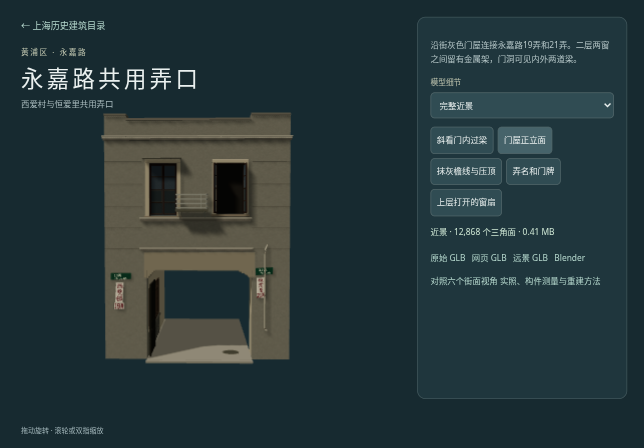 ← 上海历史建筑目录
黄浦区 · 永嘉路
永嘉路共用弄口
西爱村与恒爱里共用弄口
沿街灰色门屋连接永嘉路19弄和21弄。二层两窗
之间留有金属架，门洞可见内外两道梁。
模型细节
完整近景
斜看门内过梁
门屋正立面
抹灰檐线与压顶
弄名和门牌
上层打开的窗扇
近景 · 12,868 个三角面 · 0.41 MB
原始 GLB 网页 GLB 远景 GLB Blender
对照六个街面视角 实照、构件测量与重建方法
拖动旋转 · 滚轮或双指缩放